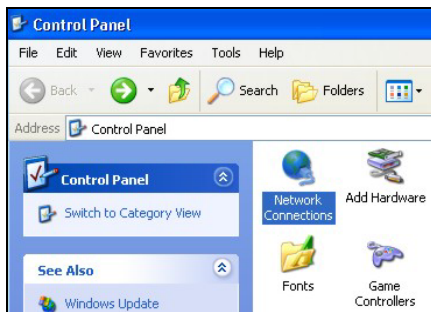 Control Panel
File Edit View Favorites Tools Help
Back Search Folders
Address Control Panel
Control Panel
Switch to Category View
See Also
Windows Update
Network
Connections
Add Hardware
Fonts
Game
Controllers